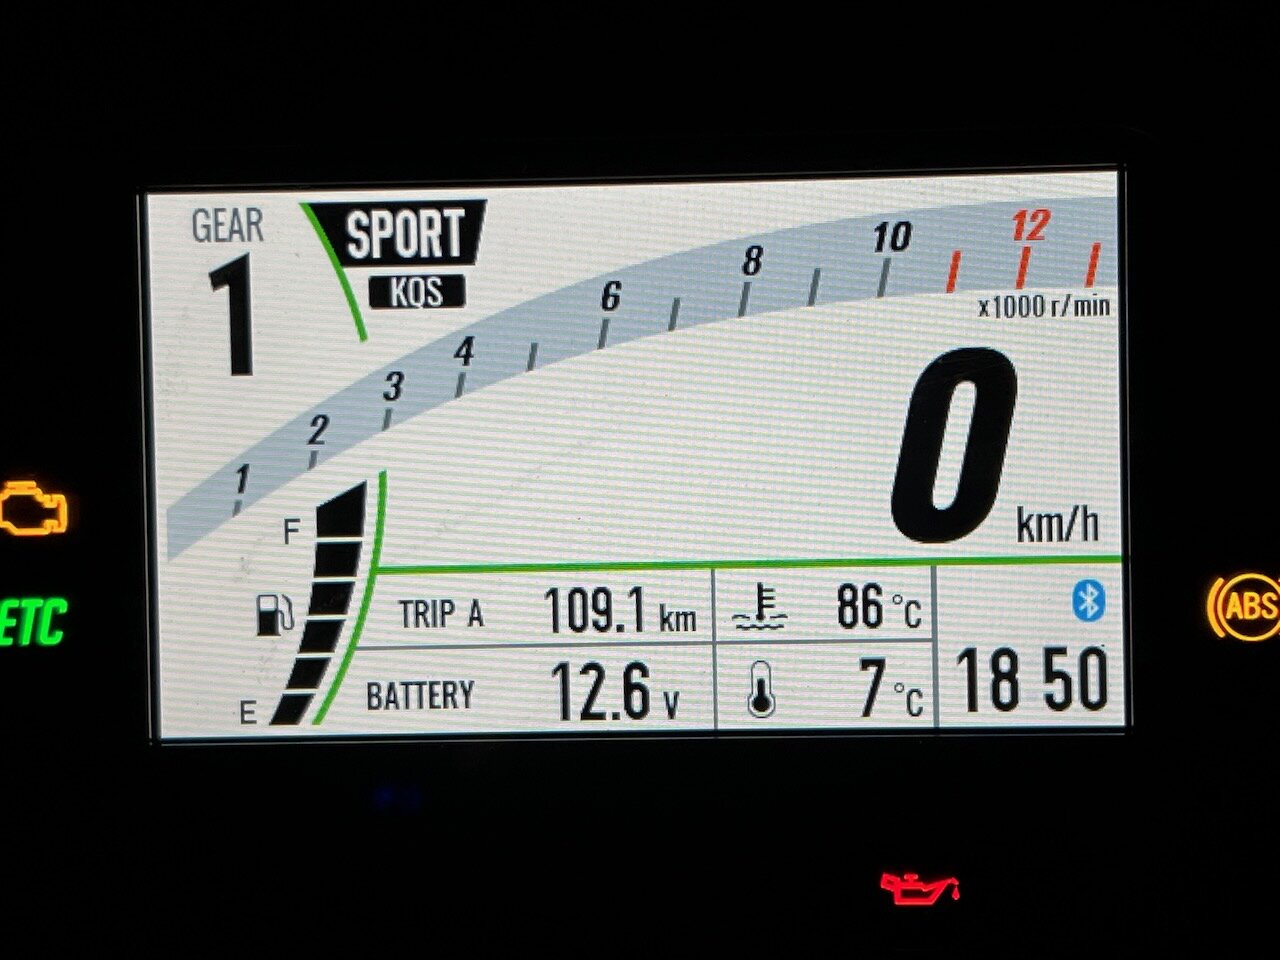 GEAR
1
SPORT
KQS
1
2
3
4
6
8
10
12
x1000 r/min
0
km/h
F
E
TRIP A 109.1 km
86 °C
BATTERY 12.6 V
7 °C
18 50
ETC
ABS